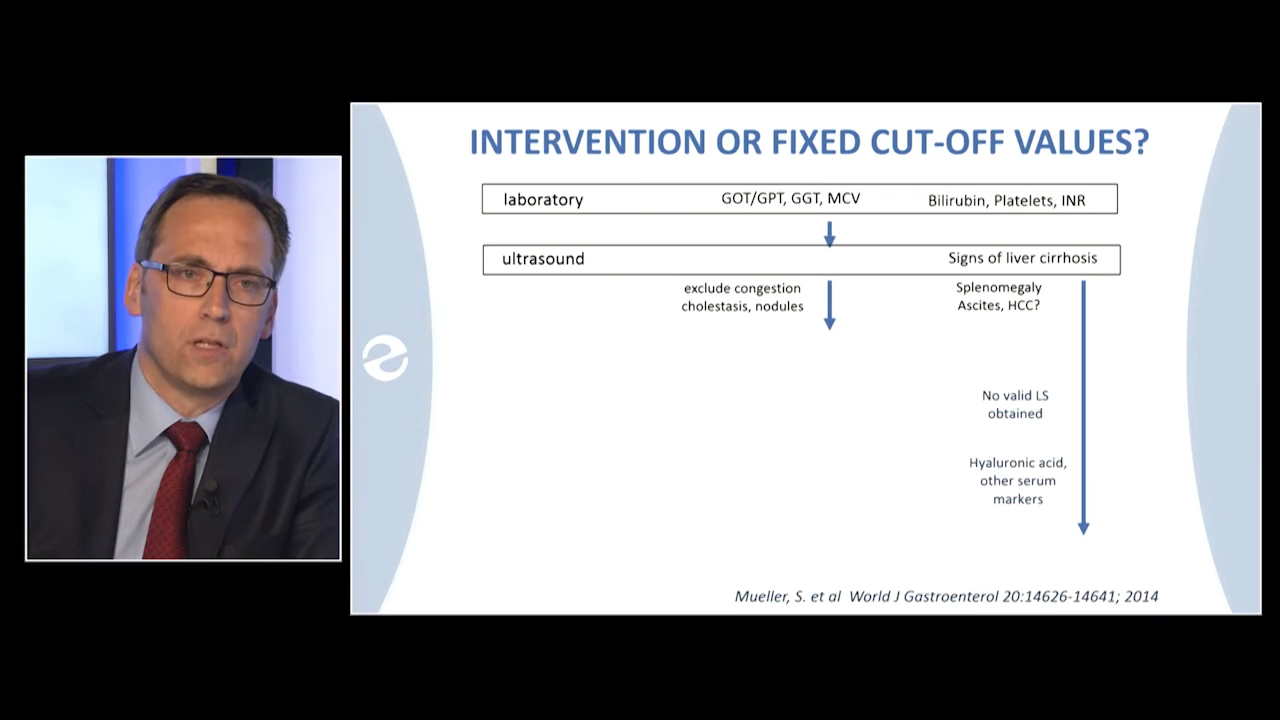 INTERVENTION OR FIXED CUT-OFF VALUES?
laboratory GOT/GPT, GGT, MCV Bilirubin, Platelets, INR
ultrasound Signs of liver cirrhosis
exclude congestion
cholestasis, nodules
Splenomegaly
Ascites, HCC?
No valid LS
obtained
Hyaluronic acid,
other serum
markers
Mueller, S. et al World J Gastroenterol 20:14626-14641; 2014